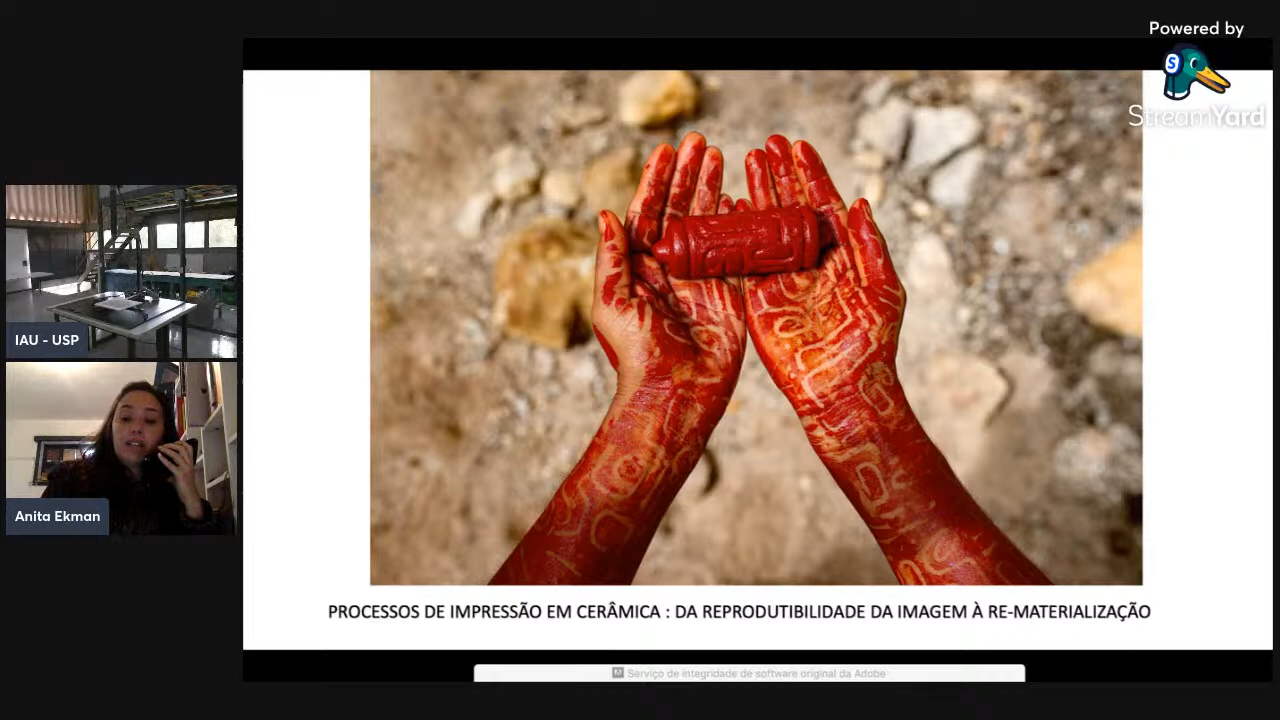 Powered by
S
StreamYard
IAU - USP
Anita Ekman
PROCESSOS DE IMPRESSÃO EM CERÂMICA : DA REPRODUTIBILIDADE DA IMAGEM À RE-MATERIALIZAÇÃO
Serviço de integridade de software original da Adobe